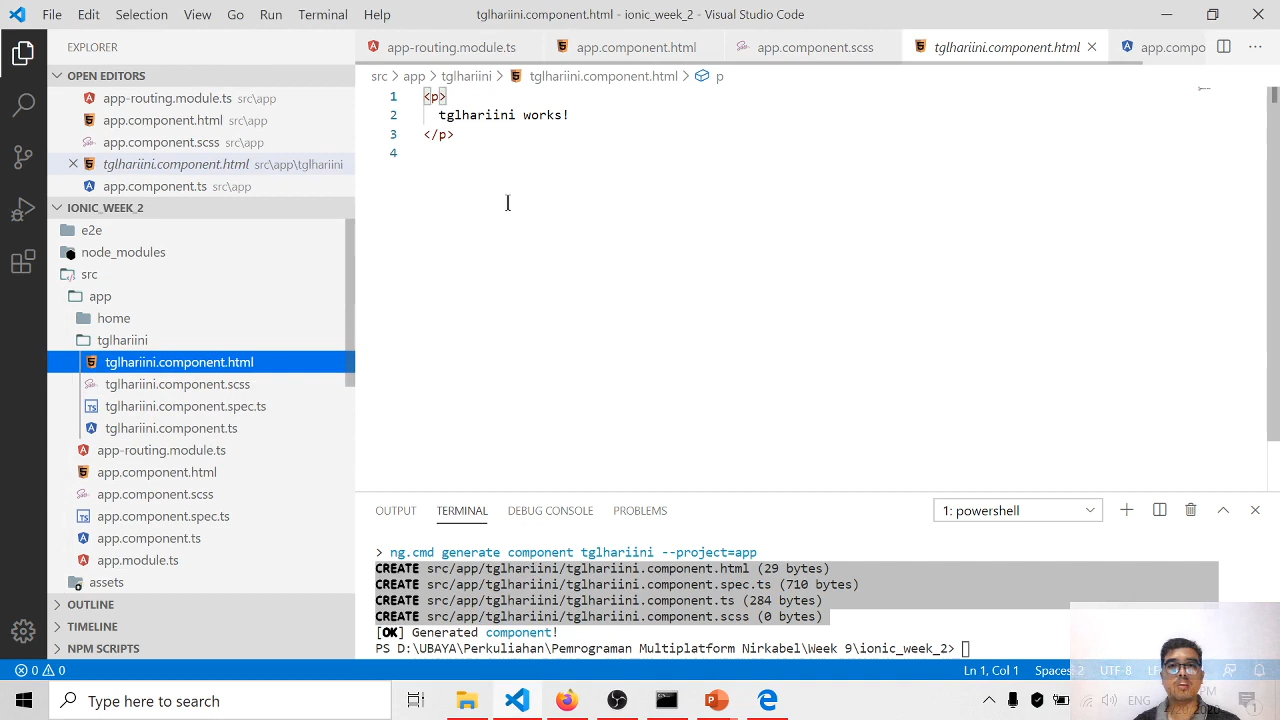 File Edit Selection View Go Run Terminal Help tglhariini.component.html - ionic_week_2 - Visual Studio Code
EXPLORER
app-routing.module.ts app.component.html app.component.scss tglhariini.component.html app.compo
OPEN EDITORS
src app tglhariini tglhariini.component.html p
app-routing.module.ts src\app
app.component.html src\app
app.component.scss src\app
tglhariini.component.html src\app\tglhariini
app.component.ts src\app
1 <p>
2 tglhariini works!
3 </p>
4
IONIC_WEEK_2
e2e
node_modules
src
app
home
tglhariini
tglhariini.component.html
tglhariini.component.scss
tglhariini.component.spec.ts
tglhariini.component.ts
app-routing.module.ts
app.component.html
app.component.scss
app.component.spec.ts
app.component.ts
app.module.ts
assets
OUTLINE
TIMELINE
NPM SCRIPTS
OUTPUT TERMINAL DEBUG CONSOLE PROBLEMS 1: powershell
> ng.cmd generate component tglhariini --project=app
CREATE src/app/tglhariini/tglhariini.component.html (29 bytes)
CREATE src/app/tglhariini/tglhariini.component.spec.ts (710 bytes)
CREATE src/app/tglhariini/tglhariini.component.ts (284 bytes)
CREATE src/app/tglhariini/tglhariini.component.scss (0 bytes)
[OK] Generated component!
PS D:\UBAYA\Perkuliahan\Pemrograman Multiplatform Nirkabel\Week 9\ionic_week_2>
0 0 Ln 1, Col 1 Spaces: 2 UTF-8
Type here to search ENG